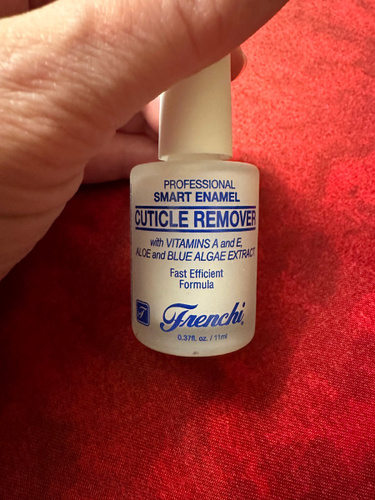 PROFESSIONAL
SMART ENAMEL
CUTICLE REMOVER
with VITAMINS A and E,
ALOE and BLUE ALGAE EXTRACT
Fast Efficient
Formula
F Frenchi
0.37fl. oz. / 11ml